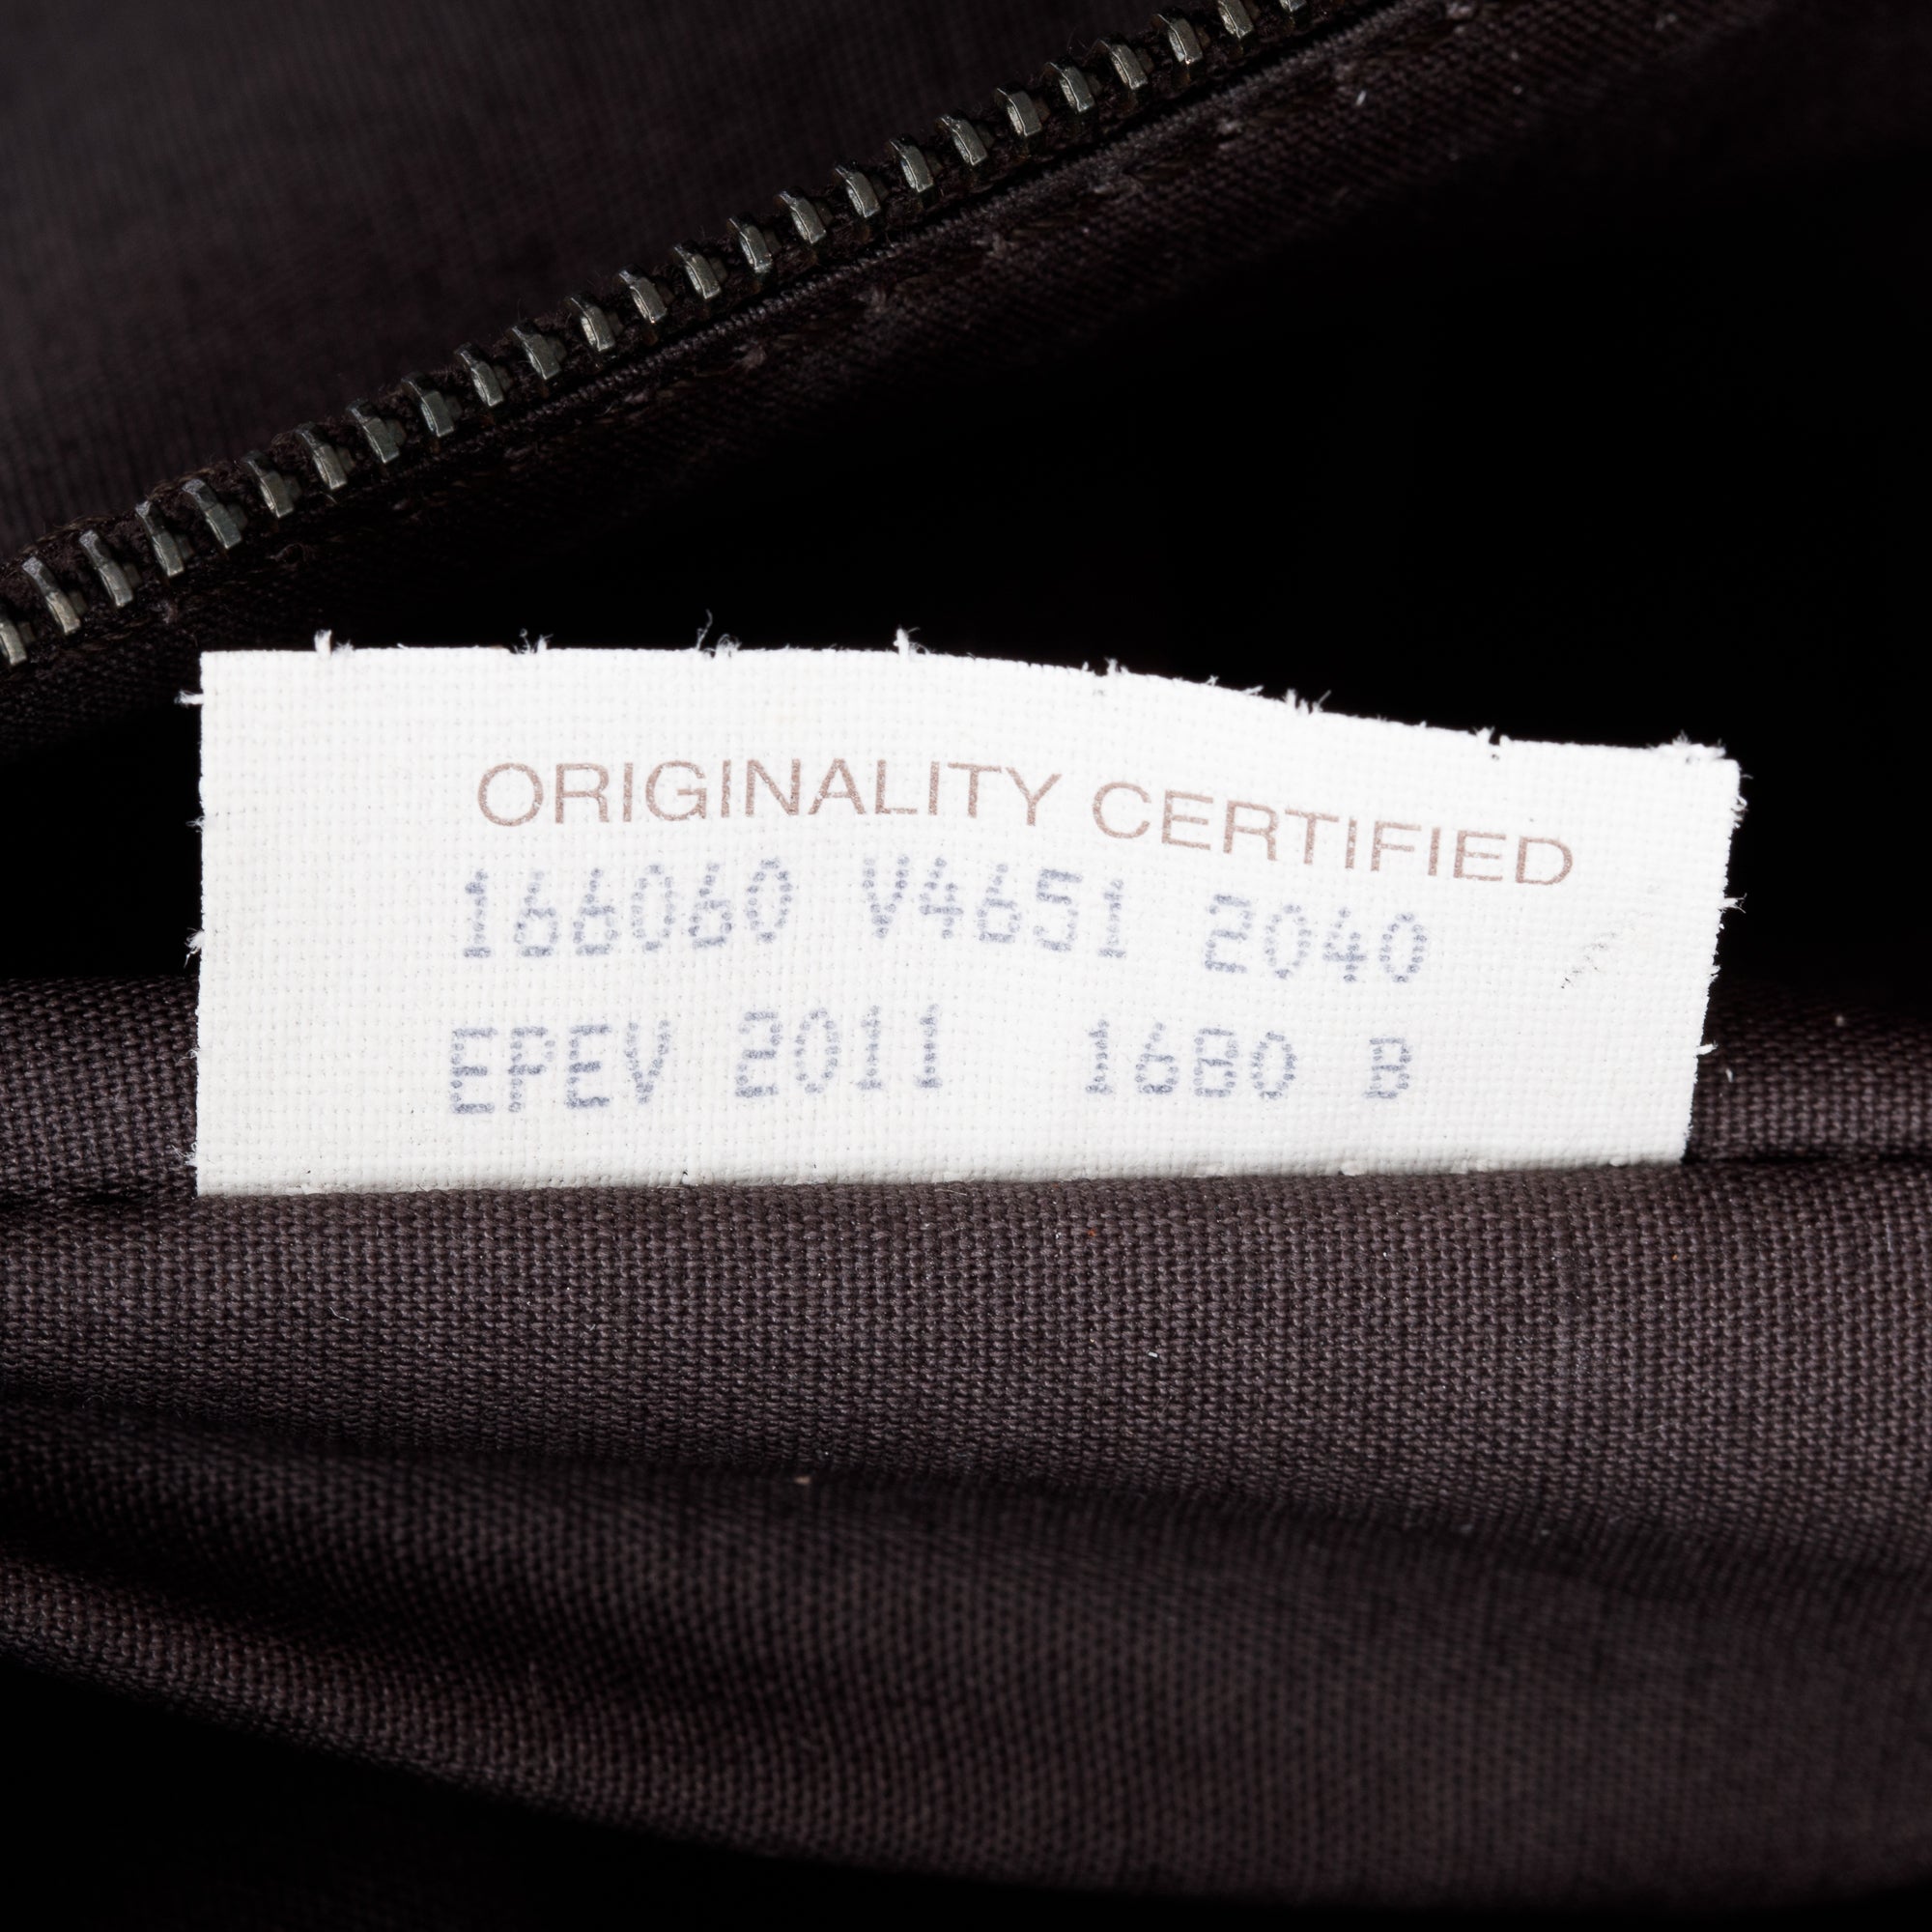 ORIGINALITY CERTIFIED
166060 V4651 2040
EPEV 2011 1680 B